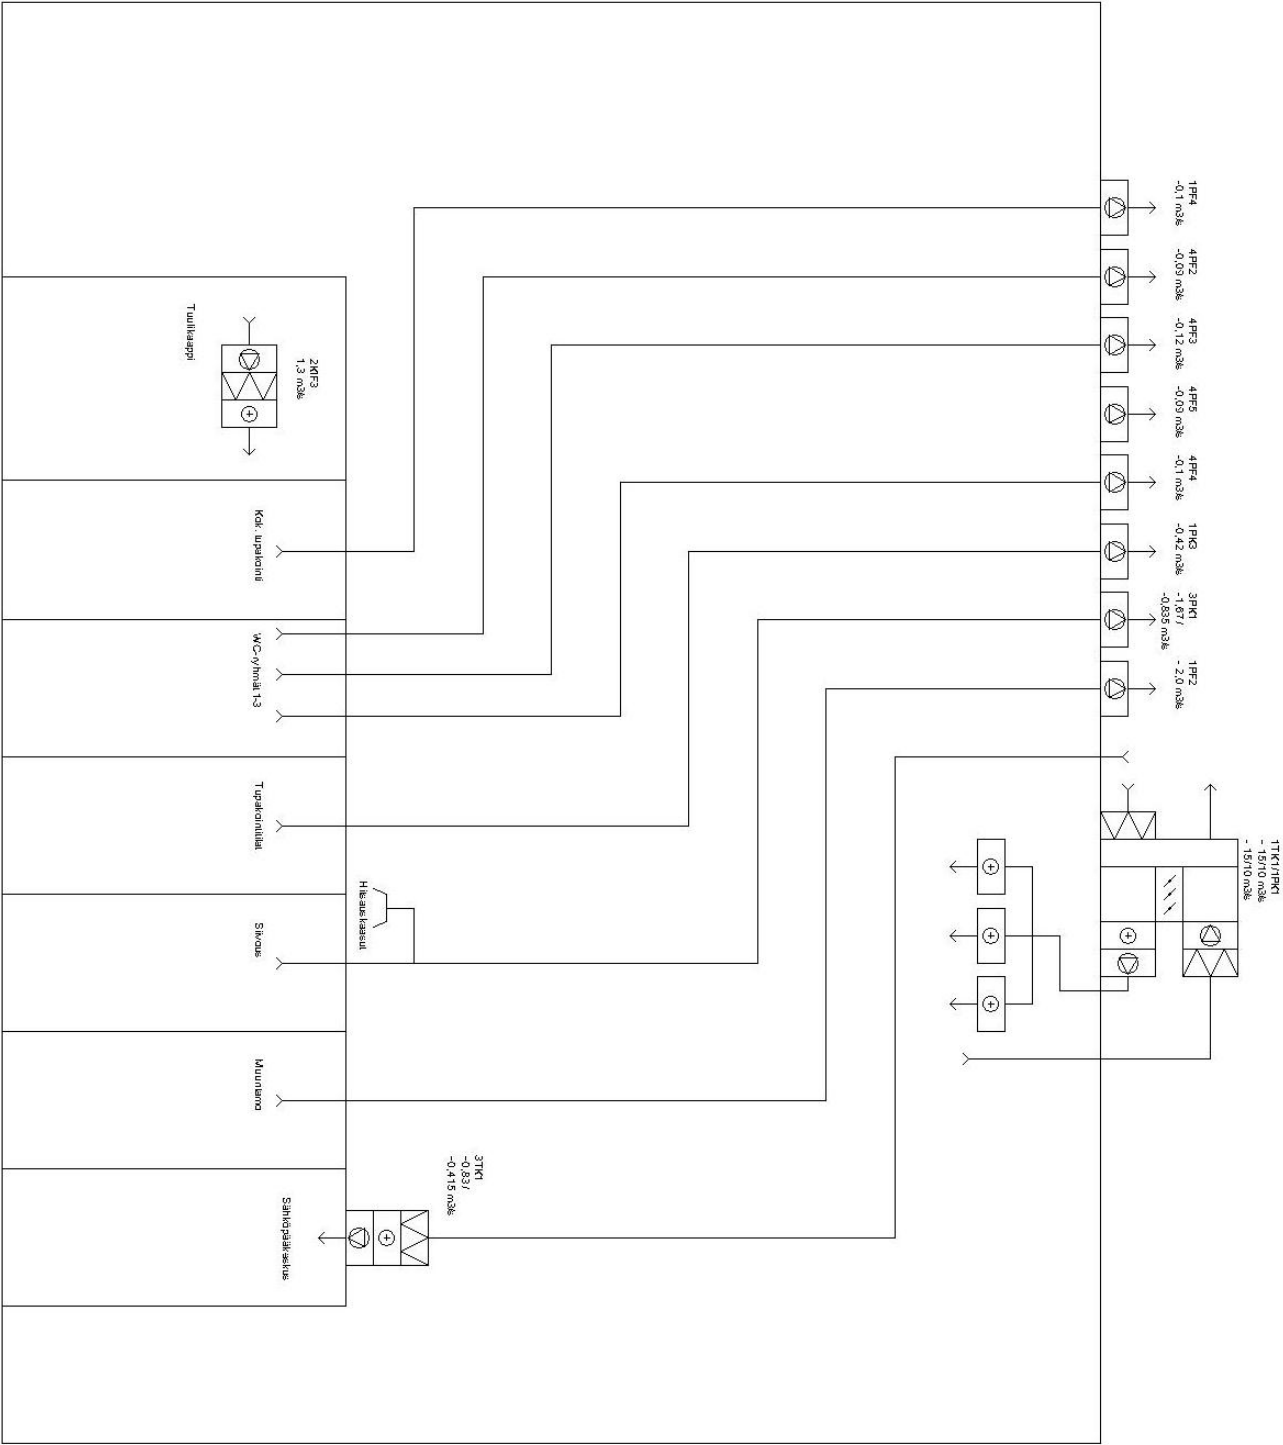 1PF4
-0,1 m3/s
4PF2
-0,09 m3/s
4PF3
-0,12 m3/s
4PF5
-0,09 m3/s
4PF4
-0,1 m3/s
1PK3
-0,42 m3/s
3PK1
-1,67 /
-0,835 m3/s
1PF2
- 2,0 m3/s
1TK1/1PK1
- 15/10 m3/s
- 15/10 m3/s
3TK1
-0,83 /
-0,415 m3/s
Hitsauskaasut
2KIF3
1,3 m3/s
Tuulikaappi
Kok. tupakointi
WC-ryhmät 1-3
Tupakointitilat
Siivous
Muuntamo
Sähköpääkeskus